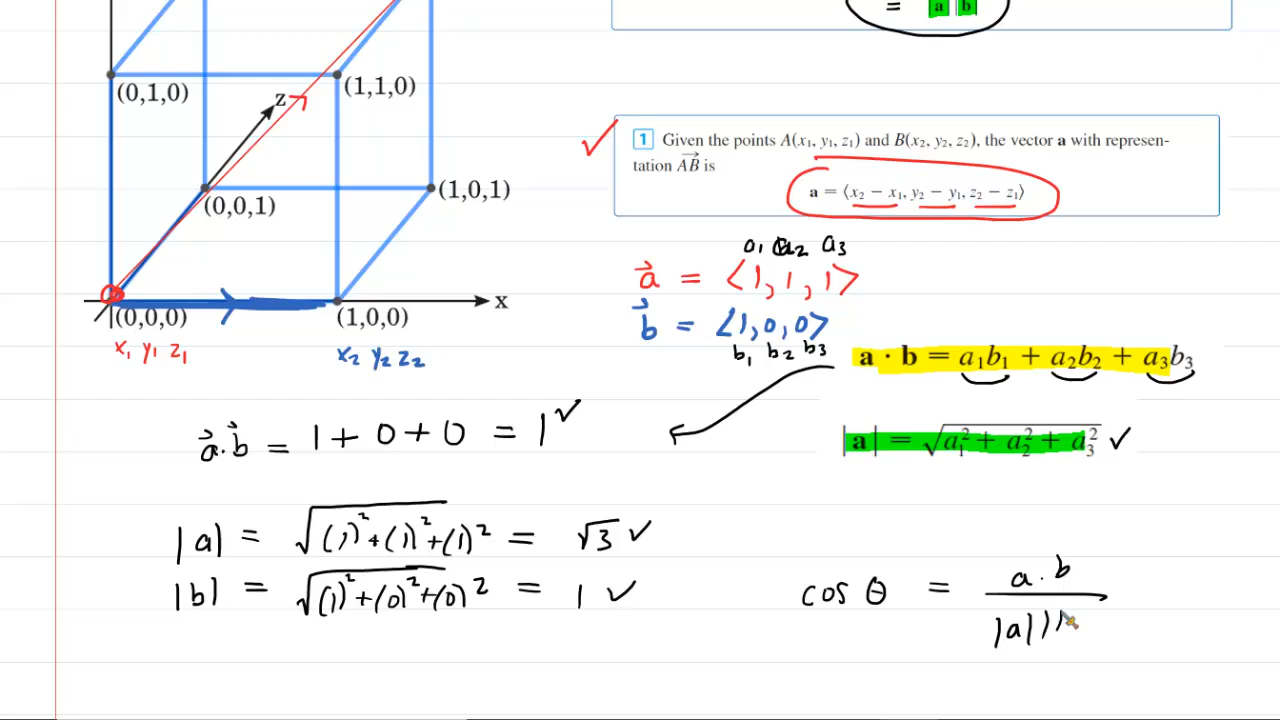 = a b
(0,1,0)
(1,1,0)
z
(0,0,1)
(1,0,1)
x
(0,0,0)
(1,0,0)
x₁ y₁ z₁
x₂ y₂ z₂
1 Given the points A(x₁, y₁, z₁) and B(x₂, y₂, z₂), the vector a with represen-
tation AB⃗ is
a = ⟨x₂ − x₁, y₂ − y₁, z₂ − z₁⟩
a₁ a₂ a₃
a⃗ = <1, 1, 1>
b⃗ = <1, 0, 0>
b₁ b₂ b₃
a · b = a₁b₁ + a₂b₂ + a₃b₃
a⃗.b⃗ = 1 + 0 + 0 = 1 ✓
|a| = √(a₁² + a₂² + a₃²) ✓
|a| = √((1)²+(1)²+(1)²) = √3 ✓
|b| = √((1)²+(0)²+(0)²) = 1 ✓
cos θ = a.b
|a|